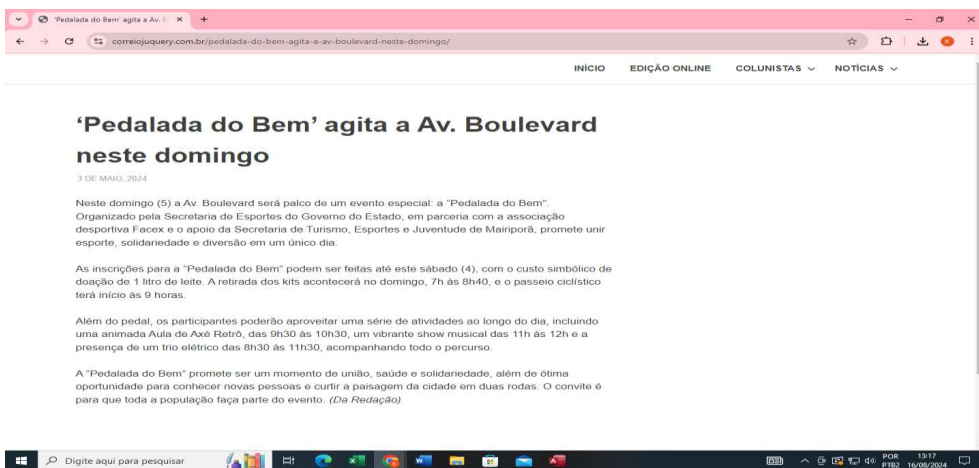 'Pedalada do Bem' agita a Av. B
correiojuquery.com.br/pedalada-do-bem-agita-a-av-boulevard-neste-domingo/
INÍCIO EDIÇÃO ONLINE COLUNISTAS NOTÍCIAS
‘Pedalada do Bem’ agita a Av. Boulevard
neste domingo
3 DE MAIO, 2024
Neste domingo (5) a Av. Boulevard será palco de um evento especial: a "Pedalada do Bem".
Organizado pela Secretaria de Esportes do Governo do Estado, em parceria com a associação
desportiva Facex e o apoio da Secretaria de Turismo, Esportes e Juventude de Mairiporã, promete unir
esporte, solidariedade e diversão em um único dia.
As inscrições para a "Pedalada do Bem" podem ser feitas até este sábado (4), com o custo simbólico de
doação de 1 litro de leite. A retirada dos kits acontecerá no domingo, 7h às 8h40, e o passeio ciclístico
terá início às 9 horas.
Além do pedal, os participantes poderão aproveitar uma série de atividades ao longo do dia, incluindo
uma animada Aula de Axé Retrô, das 9h30 às 10h30, um vibrante show musical das 11h às 12h e a
presença de um trio elétrico das 8h30 às 11h30, acompanhando todo o percurso.
A "Pedalada do Bem" promete ser um momento de união, saúde e solidariedade, além de ótima
oportunidade para conhecer novas pessoas e curtir a paisagem da cidade em duas rodas. O convite é
para que toda a população faça parte do evento. (Da Redação)
Digite aqui para pesquisar
POR 13:17
PTB2 16/08/2024